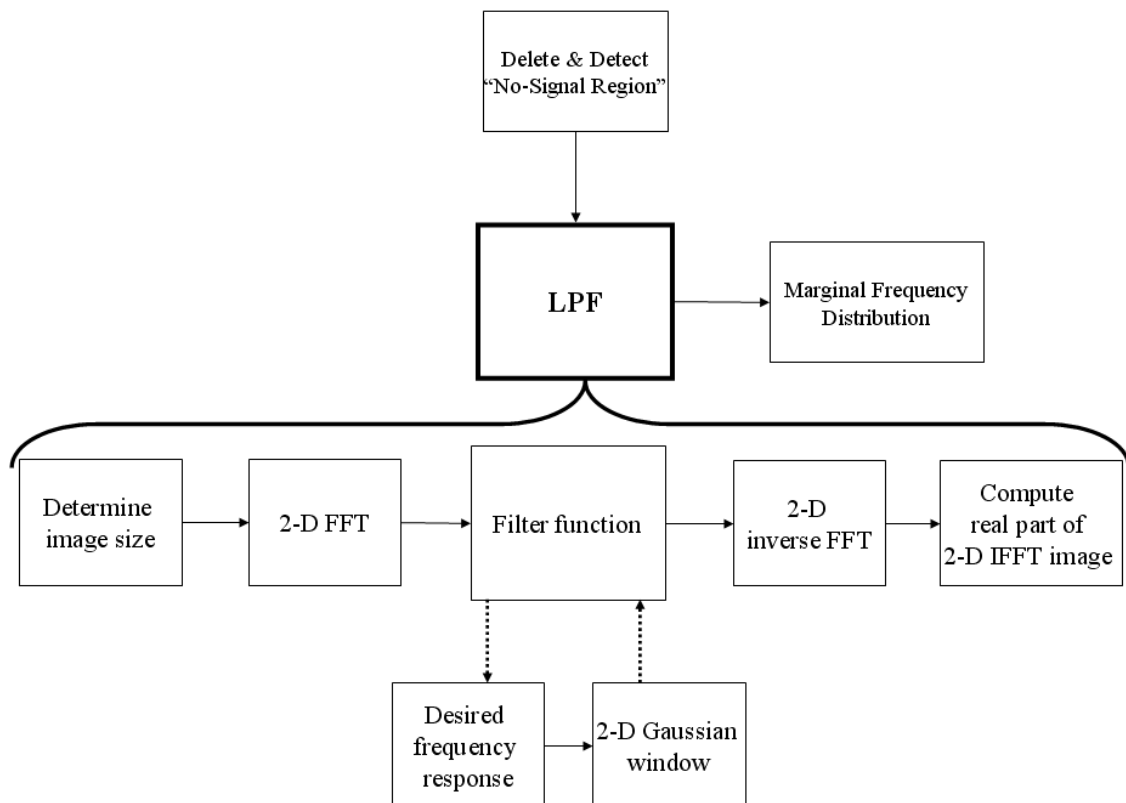 Delete & Detect
“No-Signal Region”
LPF
Marginal Frequency
Distribution
Determine
image size
2-D FFT
Filter function
2-D
inverse FFT
Compute
real part of
2-D IFFT image
Desired
frequency
response
2-D Gaussian
window